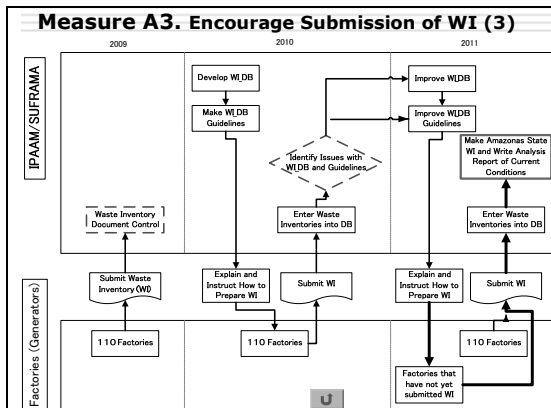 Measure A3. Encourage Submission of WI (3)
2009
2010
2011
IPAAM/SUFRAMA
Develop WI_DB
Make WI_DB
Guidelines
Improve WI_DB
Improve WI_DB
Guidelines
Identify Issues with
WI_DB and Guidelines
Make Amazonas State
WI and Write Analysis
Report of Current
Conditions
Waste Inventory
Document Control
Enter Waste
Inventories into DB
Enter Waste
Inventories into DB
Submit Waste
Inventory (WI)
Explain and
Instruct How to
Prepare WI
Submit WI
Explain and
Instruct How to
Prepare WI
Submit WI
Factories (Generators)
110 Factories
110 Factories
110 Factories
Factories that
have not yet
submitted WI